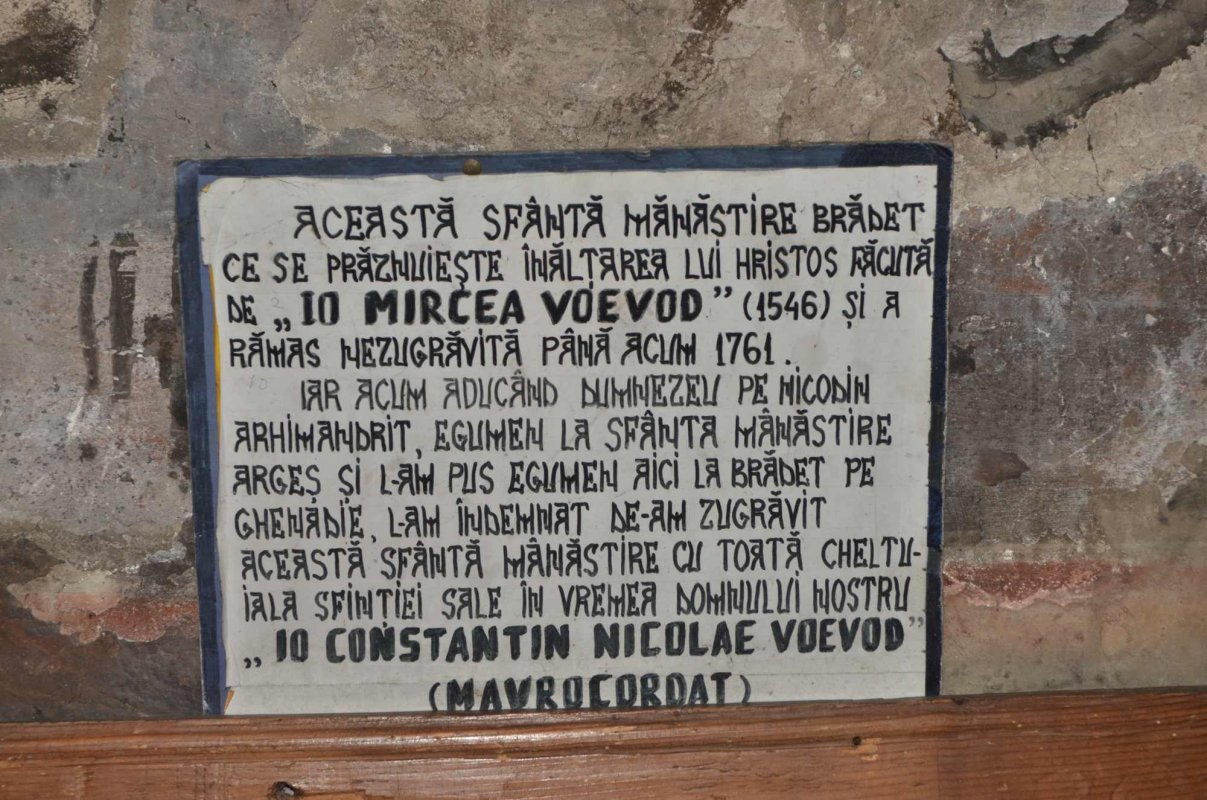 ACEASTĂ SFÂNTĂ MĂNĂSTIRE BRĂDET
CE SE PRĂZNUIEȘTE ÎNĂLȚAREA LUI HRISTOS FĂCUTĂ
DE „IO MIRCEA VOEVOD” (1546) ȘI A
RĂMAS NEZUGRĂVITĂ PÂNĂ ACUM 1761.
IAR ACUM ADUCÂND DUMNEZEU PE NICODIN
ARHIMANDRIT, EGUMEN LA SFÂNTA MÂNĂSTIRE
ARGEȘ ȘI L-AM PUS EGUMEN AICI LA BRĂDET PE
GHENADIE, L-AM ÎNDEMNAT DE-AM ZUGRĂVIT
ACEASTĂ SFÂNTĂ MÂNĂSTIRE CU TOATĂ CHELTU-
IALA SFINȚIEI SALE ÎN VREMEA DOMNULUI NOSTRU
„IO CONSTANTIN NICOLAE VOEVOD”
(MAVROCORDAT)